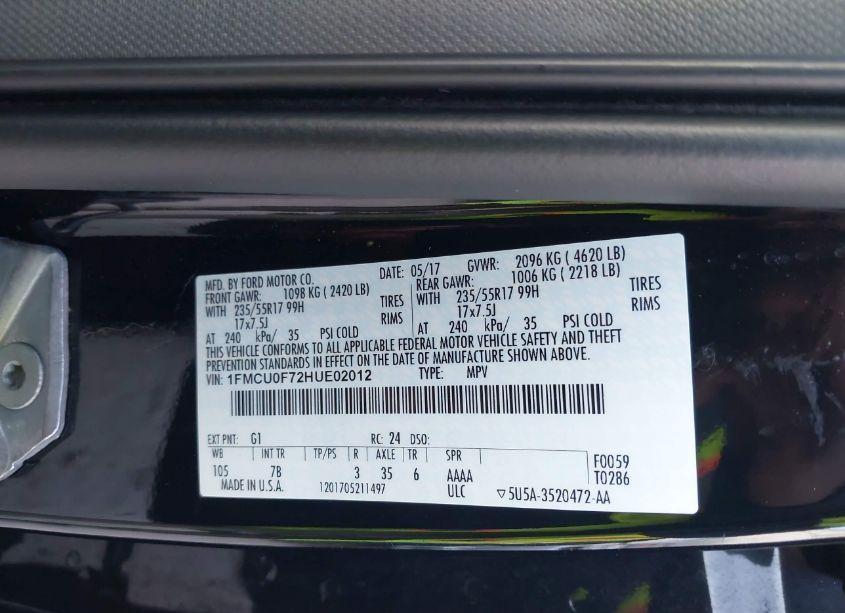 MFD. BY FORD MOTOR CO. DATE: 05/17 GVWR: 2096 KG ( 4620 LB)
FRONT GAWR: 1098 KG ( 2420 LB) REAR GAWR: 1006 KG ( 2218 LB)
WITH 235/55R17 99H TIRES WITH 235/55R17 99H TIRES
17x7.5J RIMS 17x7.5J RIMS
AT 240 kPa/ 35 PSI COLD AT 240 kPa/ 35 PSI COLD
THIS VEHICLE CONFORMS TO ALL APPLICABLE FEDERAL MOTOR VEHICLE SAFETY AND THEFT
PREVENTION STANDARDS IN EFFECT ON THE DATE OF MANUFACTURE SHOWN ABOVE.
VIN: 1FMCU0F72HUE02012 TYPE: MPV
EXT PNT: G1 RC: 24 DSO:
WB INT TR TP/PS R AXLE TR SPR F0059
105 7B 3 35 6 AAAA T0286
MADE IN U.S.A. 1201705211497 ULC ▽5U5A-3520472-AA